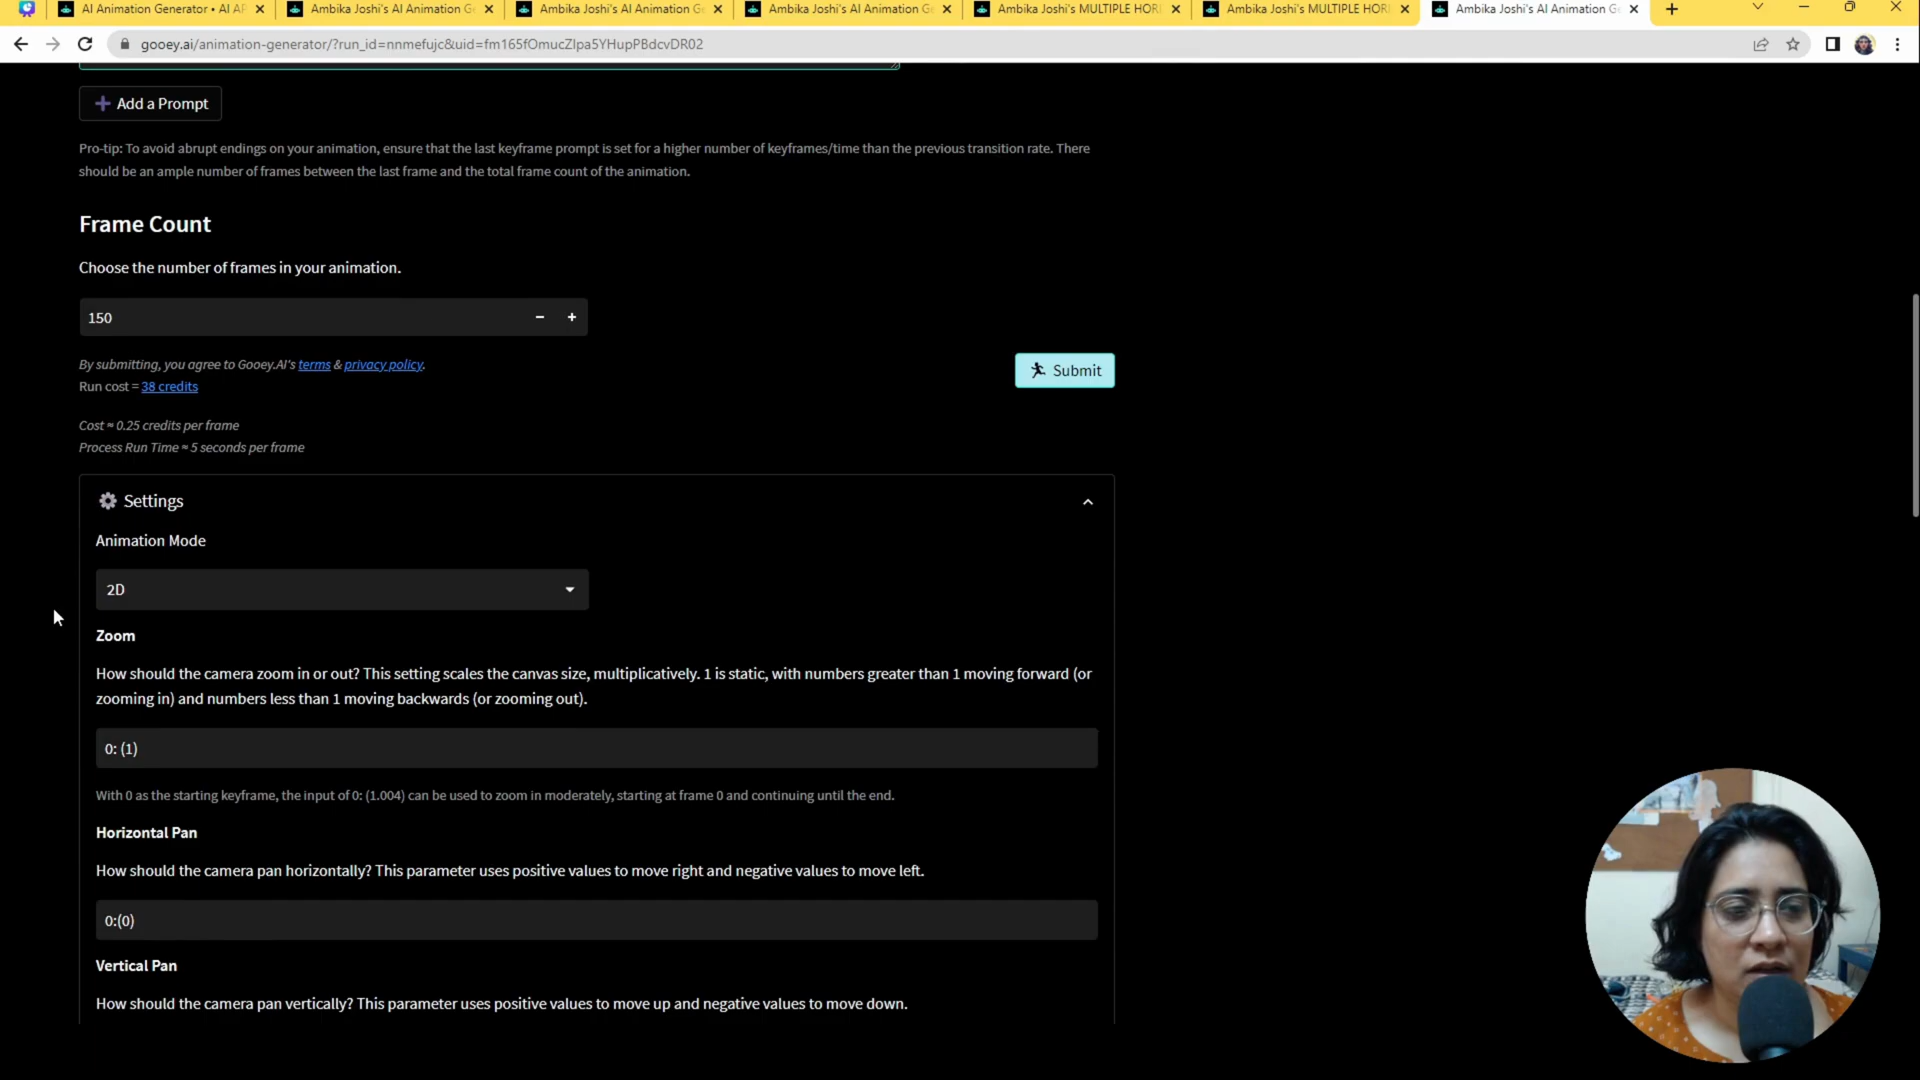 AI Animation Generator • AI AP
Ambika Joshi's AI Animation Ge
Ambika Joshi's AI Animation Ge
Ambika Joshi's AI Animation Ge
Ambika Joshi's MULTIPLE HORI
Ambika Joshi's MULTIPLE HORI
Ambika Joshi's AI Animation Ge
gooey.ai/animation-generator/?run_id=nnmefujc&uid=fm165fOmucZIpa5YHupPBdcvDR02
Add a Prompt
Pro-tip: To avoid abrupt endings on your animation, ensure that the last keyframe prompt is set for a higher number of keyframes/time than the previous transition rate. There
should be an ample number of frames between the last frame and the total frame count of the animation.
Frame Count
Choose the number of frames in your animation.
150
By submitting, you agree to Gooey.AI's terms & privacy policy.
Run cost = 38 credits
Submit
Cost ≈ 0.25 credits per frame
Process Run Time ≈ 5 seconds per frame
Settings
Animation Mode
2D
Zoom
How should the camera zoom in or out? This setting scales the canvas size, multiplicatively. 1 is static, with numbers greater than 1 moving forward (or
zooming in) and numbers less than 1 moving backwards (or zooming out).
0: (1)
With 0 as the starting keyframe, the input of 0: (1.004) can be used to zoom in moderately, starting at frame 0 and continuing until the end.
Horizontal Pan
How should the camera pan horizontally? This parameter uses positive values to move right and negative values to move left.
0:(0)
Vertical Pan
How should the camera pan vertically? This parameter uses positive values to move up and negative values to move down.